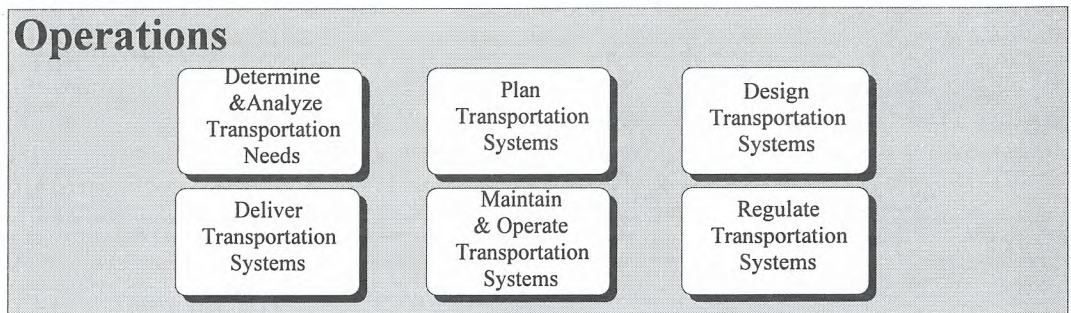 Operations
Determine
&Analyze
Transportation
Needs
Plan
Transportation
Systems
Design
Transportation
Systems
Deliver
Transportation
Systems
Maintain
& Operate
Transportation
Systems
Regulate
Transportation
Systems